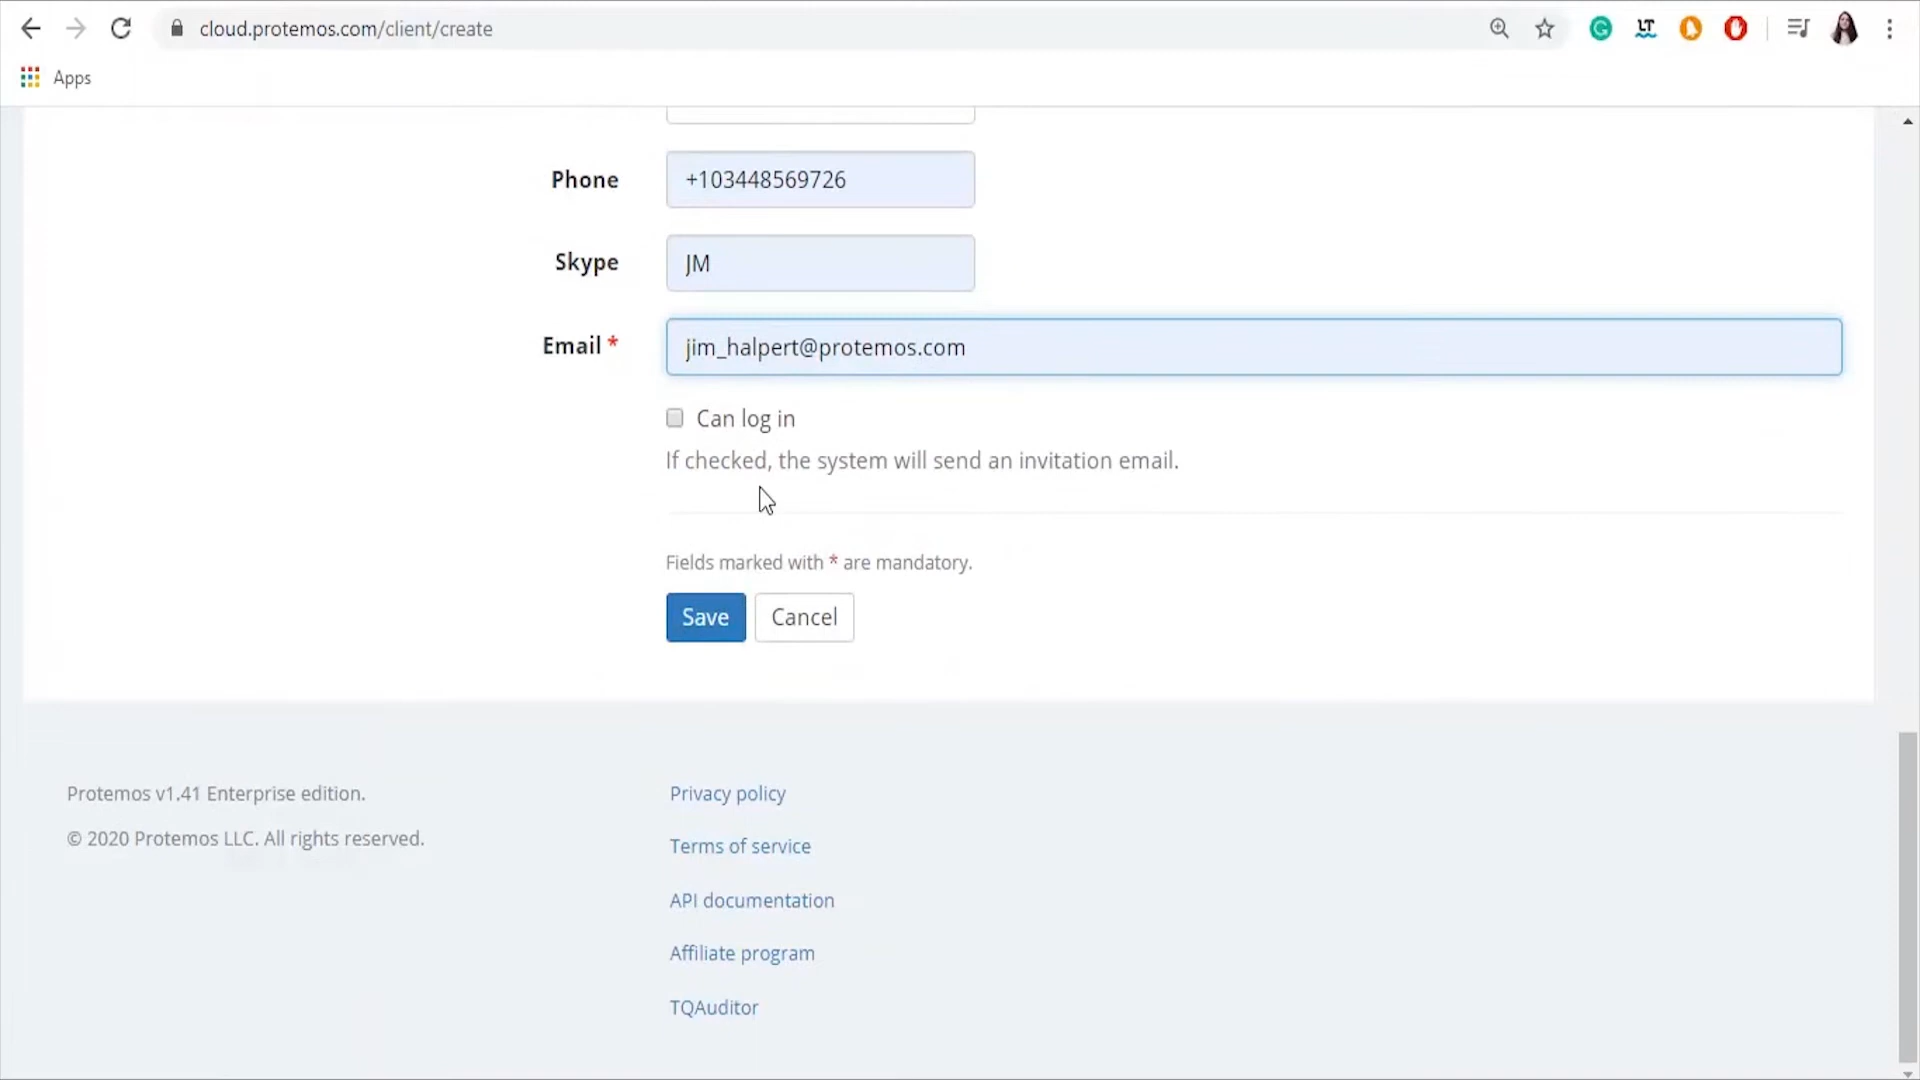 cloud.protemos.com/client/create
LT
Apps
Phone
+103448569726
Skype
JM
Email *
jim_halpert@protemos.com
Can log in
If checked, the system will send an invitation email.
Fields marked with * are mandatory.
Save Cancel
Protemos v1.41 Enterprise edition.
© 2020 Protemos LLC. All rights reserved.
Privacy policy
Terms of service
API documentation
Affiliate program
TQAuditor